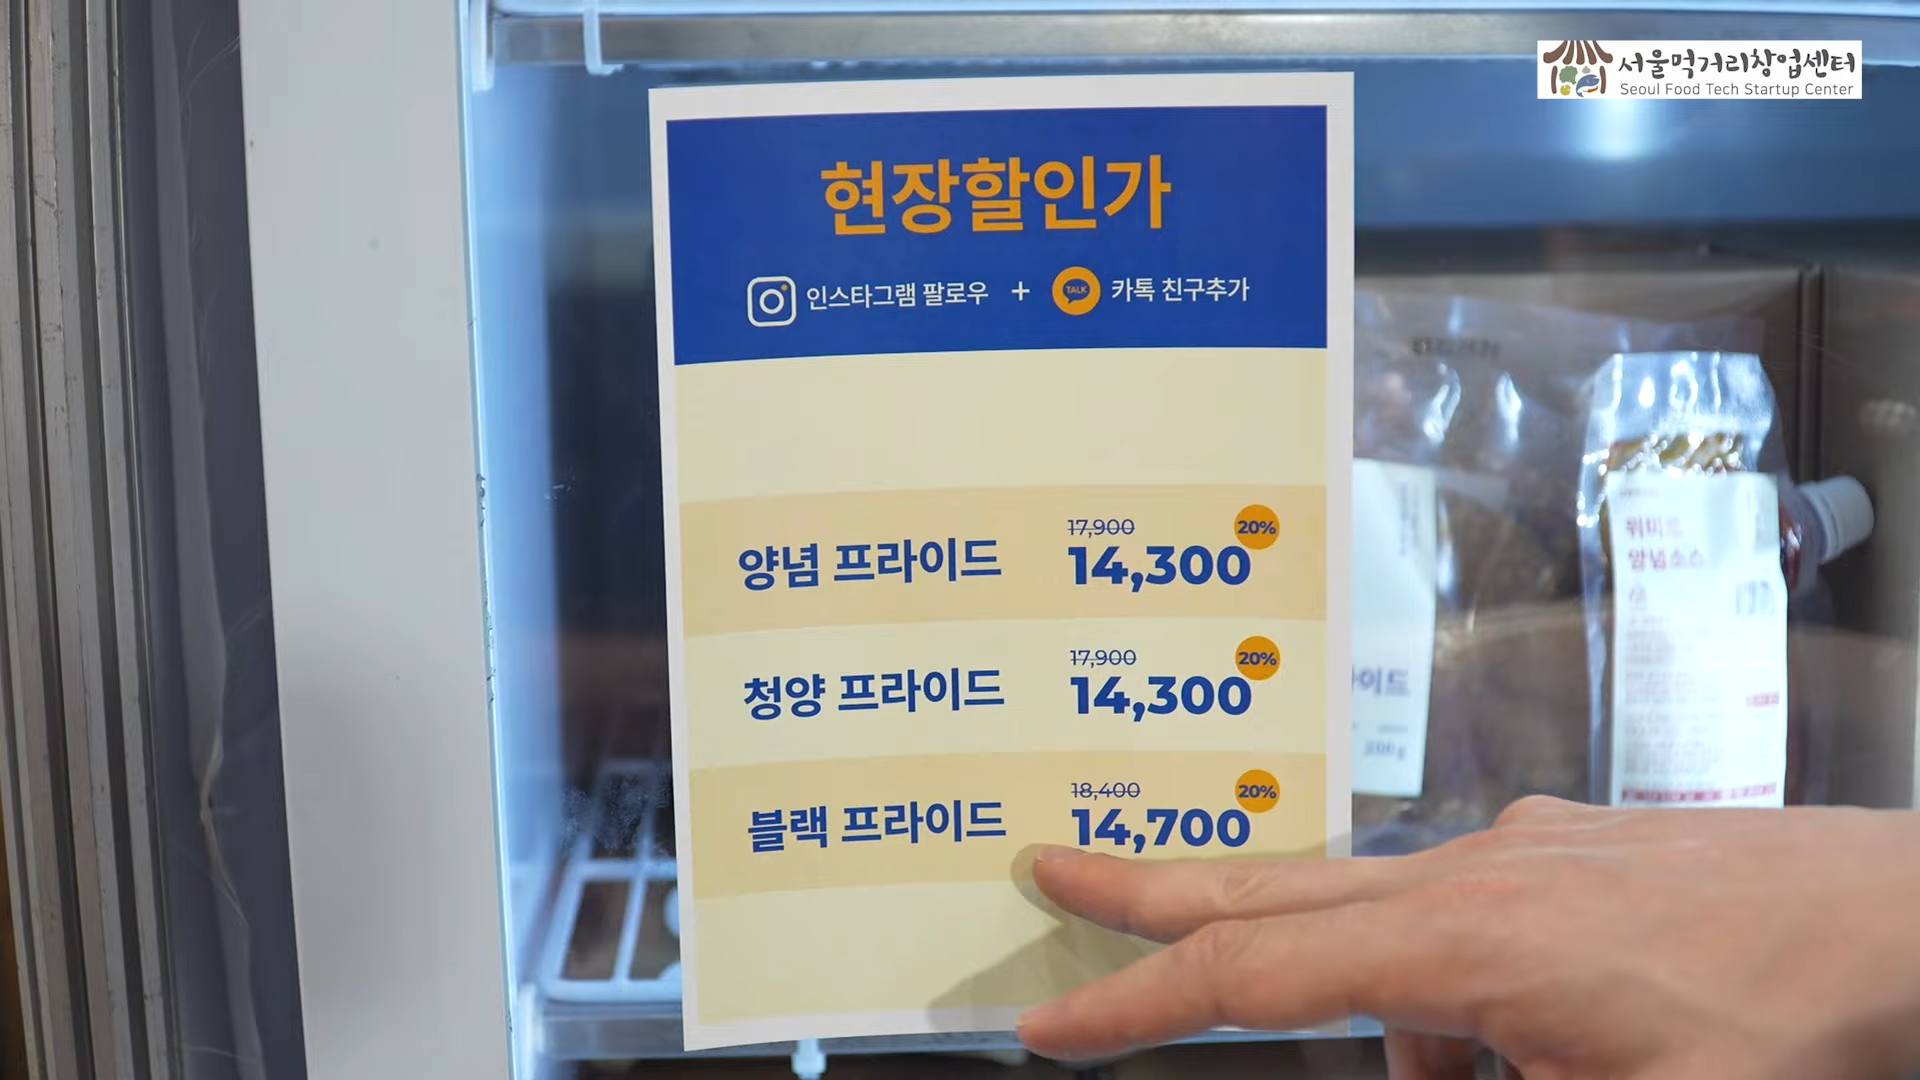 서울먹거리창업센터
Seoul Food Tech Startup Center
현장할인가
인스타그램 팔로우 + TALK 카톡 친구추가
양념 프라이드 17,900 14,300 20%
청양 프라이드 17,900 14,300 20%
블랙 프라이드 18,400 14,700 20%
양념소스
이드
200g